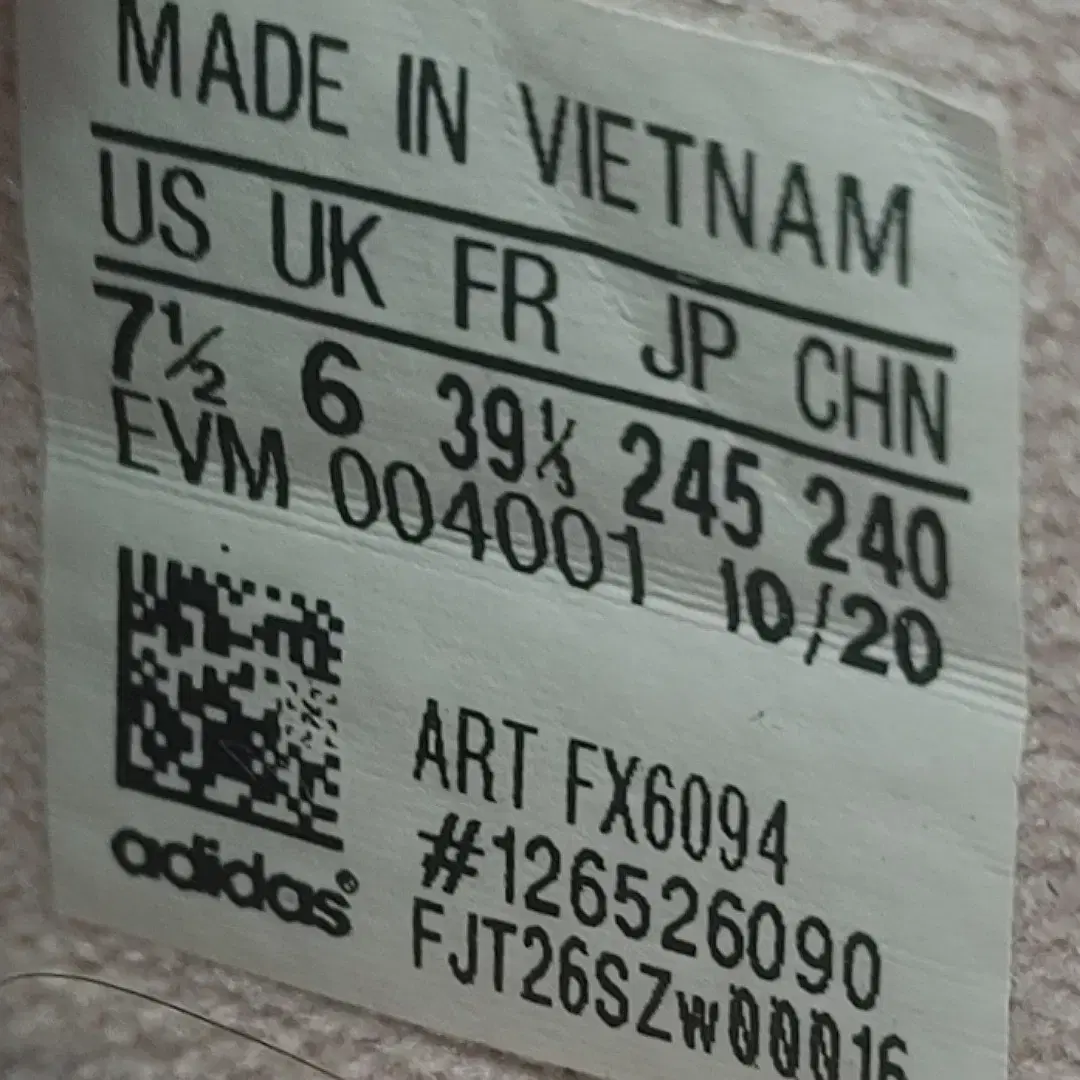 MADE IN VIETNAM
US UK FR JP CHN
7½ 6 39⅓ 245 240
EVM 004001 10/20
ART FX6094
#126526090
adidas®
FJT26SZW00016